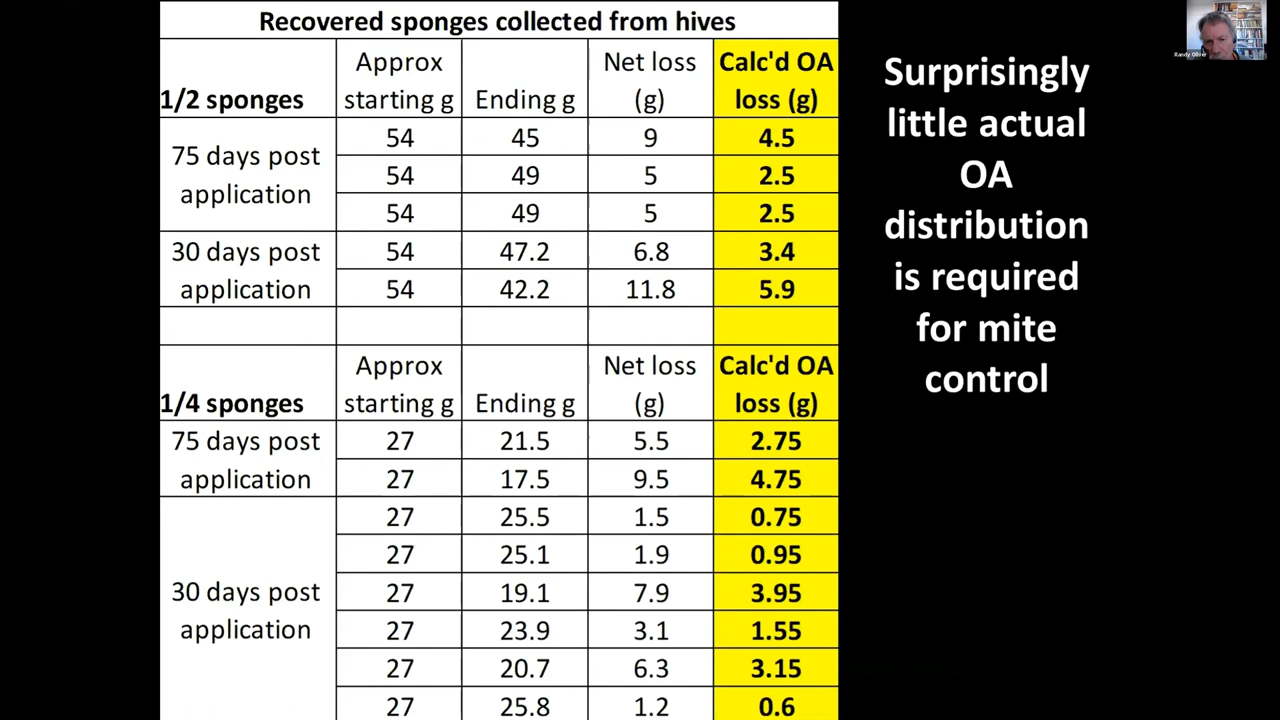 Recovered sponges collected from hives
Approx Net loss Calc'd OA
1/2 sponges starting g Ending g (g) loss (g)
75 days post application
54 45 9 4.5
54 49 5 2.5
54 49 5 2.5
30 days post application
54 47.2 6.8 3.4
54 42.2 11.8 5.9
Approx Net loss Calc'd OA
1/4 sponges starting g Ending g (g) loss (g)
75 days post application
27 21.5 5.5 2.75
27 17.5 9.5 4.75
30 days post application
27 25.5 1.5 0.75
27 25.1 1.9 0.95
27 19.1 7.9 3.95
27 23.9 3.1 1.55
27 20.7 6.3 3.15
27 25.8 1.2 0.6
Surprisingly
little actual
OA
distribution
is required
for mite
control
Randy Oliver